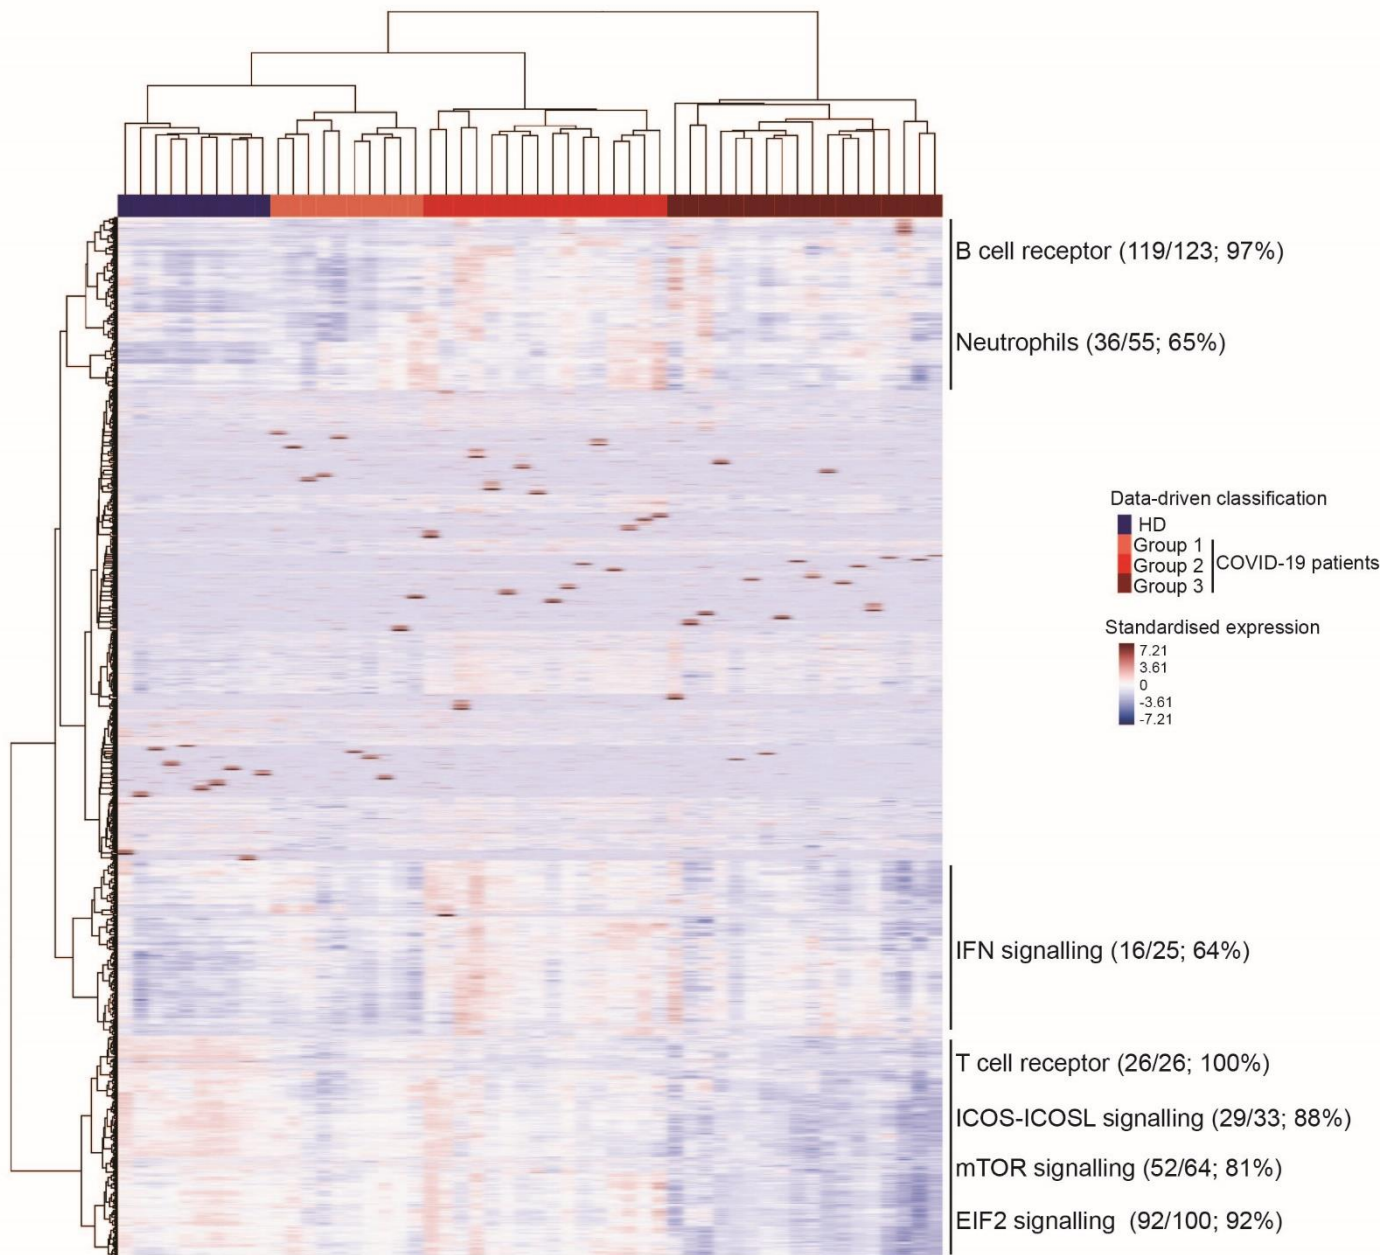 B cell receptor (119/123; 97%)
Neutrophils (36/55; 65%)
Data-driven classification
HD
Group 1
Group 2
Group 3
COVID-19 patients
Standardised expression
7.21
3.61
0
-3.61
-7.21
IFN signalling (16/25; 64%)
T cell receptor (26/26; 100%)
ICOS-ICOSL signalling (29/33; 88%)
mTOR signalling (52/64; 81%)
EIF2 signalling (92/100; 92%)